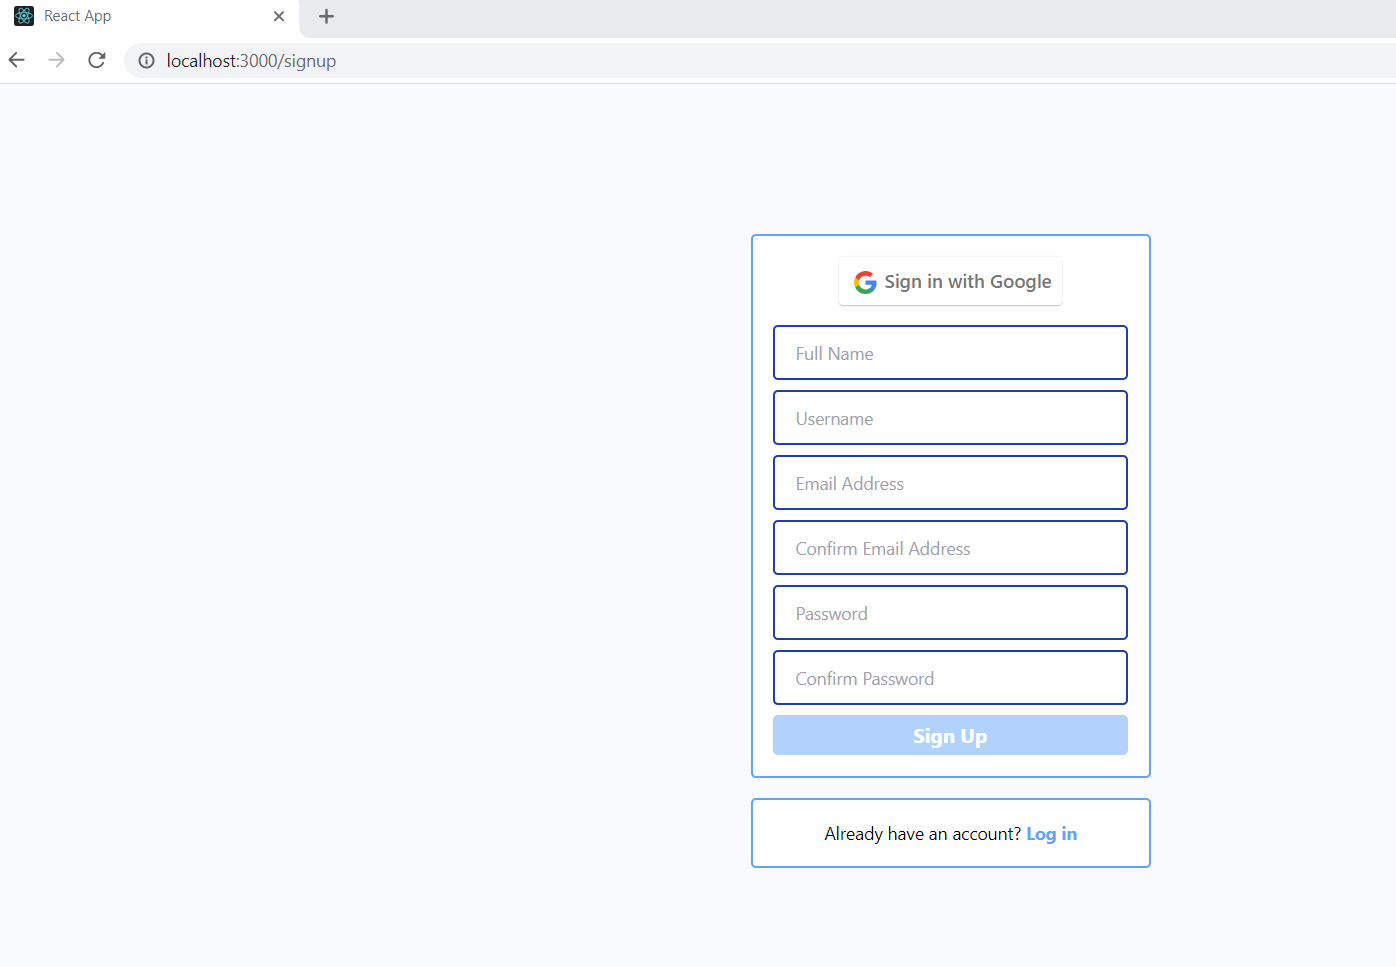 React App
localhost:3000/signup
Sign in with Google
Full Name
Username
Email Address
Confirm Email Address
Password
Confirm Password
Sign Up
Already have an account? Log in